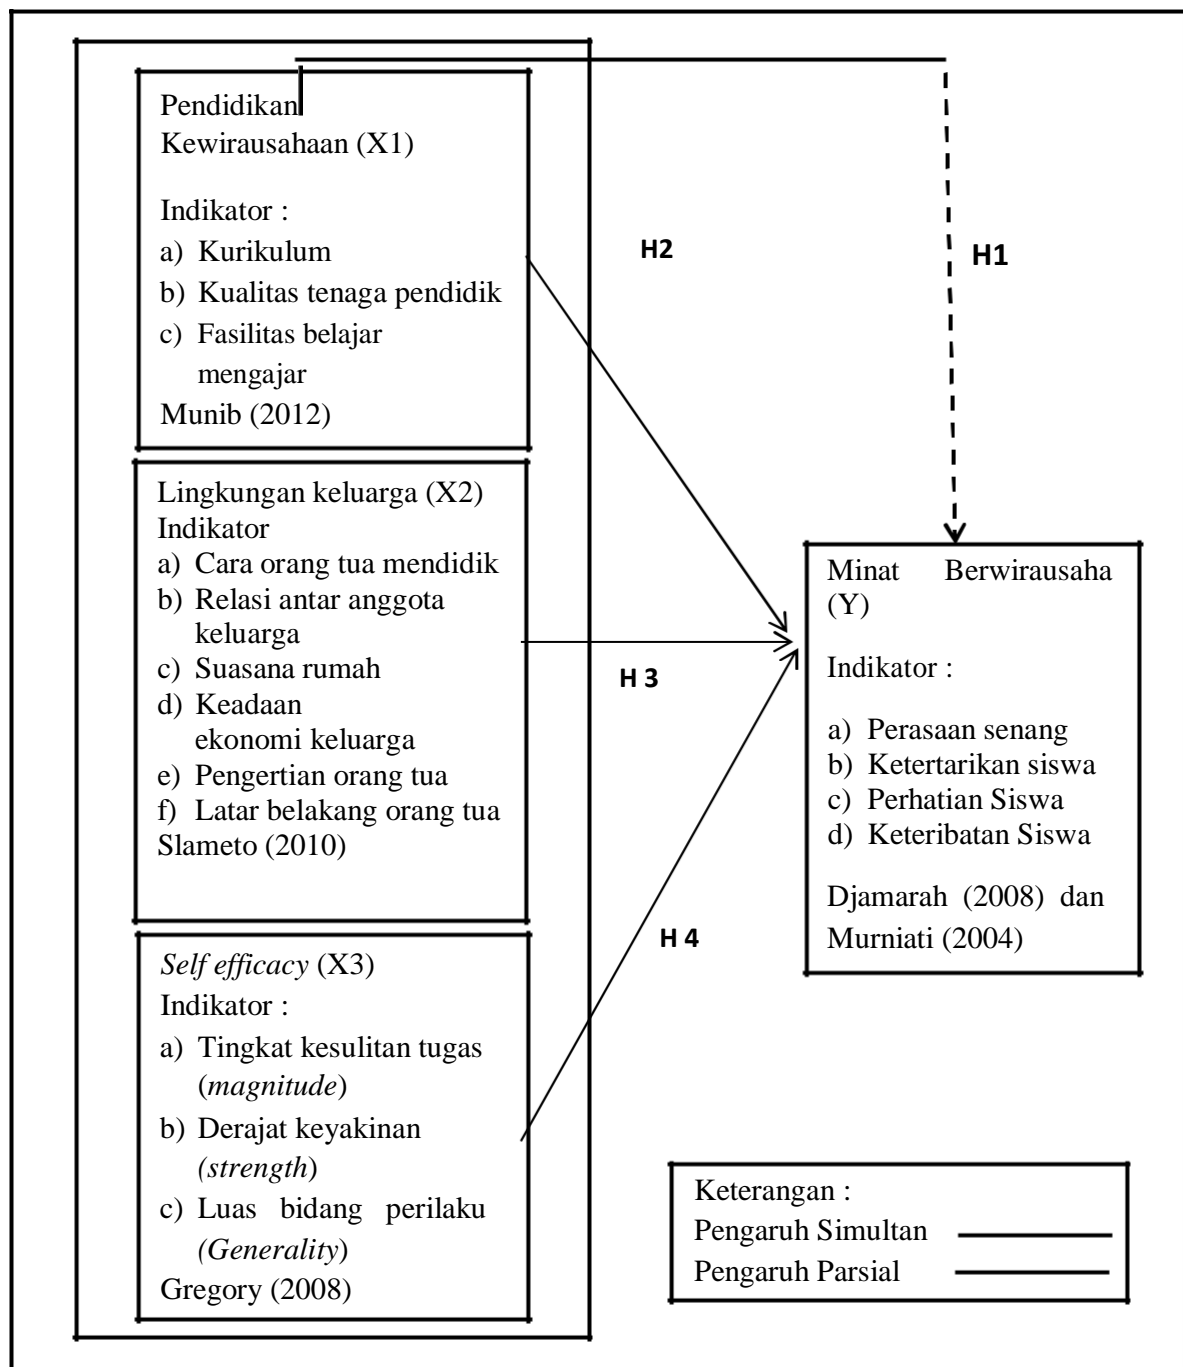 Pendidikan
Kewirausahaan (X1)
Indikator :
a) Kurikulum
b) Kualitas tenaga pendidik
c) Fasilitas belajar
mengajar
Munib (2012)
Lingkungan keluarga (X2)
Indikator
a) Cara orang tua mendidik
b) Relasi antar anggota
keluarga
c) Suasana rumah
d) Keadaan
ekonomi keluarga
e) Pengertian orang tua
f) Latar belakang orang tua
Slameto (2010)
Self efficacy (X3)
Indikator :
a) Tingkat kesulitan tugas
(magnitude)
b) Derajat keyakinan
(strength)
c) Luas bidang perilaku
(Generality)
Gregory (2008)
H2
H1
H 3
H 4
Minat Berwirausaha
(Y)
Indikator :
a) Perasaan senang
b) Ketertarikan siswa
c) Perhatian Siswa
d) Keteribatan Siswa
Djamarah (2008) dan
Murniati (2004)
Keterangan :
Pengaruh Simultan
Pengaruh Parsial